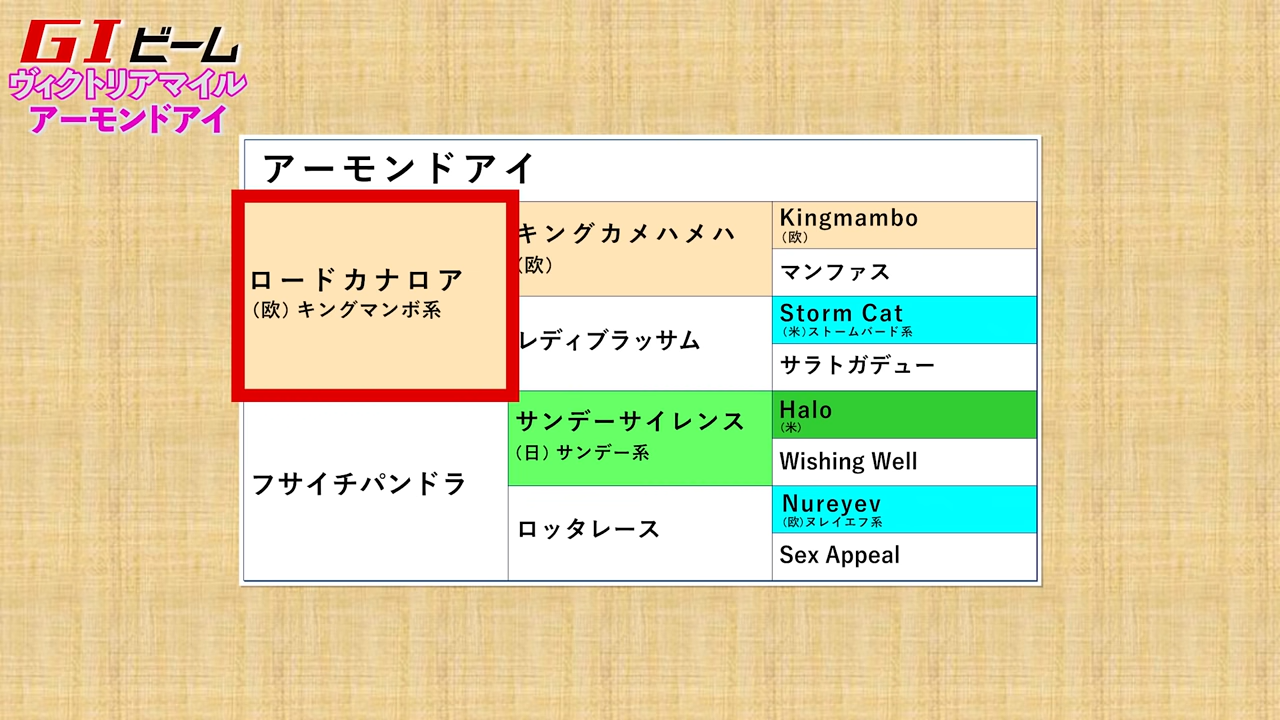 GI ビーム
ヴィクトリアマイル
アーモンドアイ
アーモンドアイ
ロードカナロア
（欧）キングマンボ系
キングカメハメハ
（欧）
Kingmambo
（欧）
マンファス
レディブラッサム
Storm Cat
（米）ストームバード系
サラトガデュー
フサイチパンドラ
サンデーサイレンス
（日）サンデー系
Halo
（米）
Wishing Well
ロッタレース
Nureyev
（欧）ヌレイエフ系
Sex Appeal